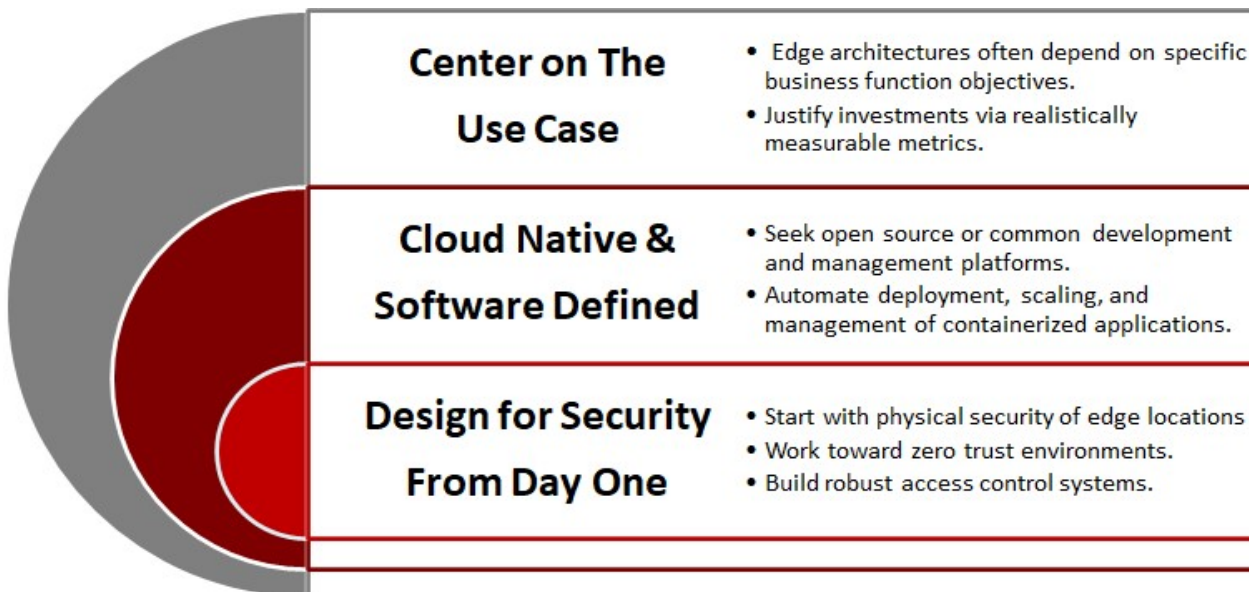 Center on The
Use Case
• Edge architectures often depend on specific
business function objectives.
• Justify investments via realistically
measurable metrics.
Cloud Native &
Software Defined
• Seek open source or common development
and management platforms.
• Automate deployment, scaling, and
management of containerized applications.
Design for Security
From Day One
• Start with physical security of edge locations
• Work toward zero trust environments.
• Build robust access control systems.